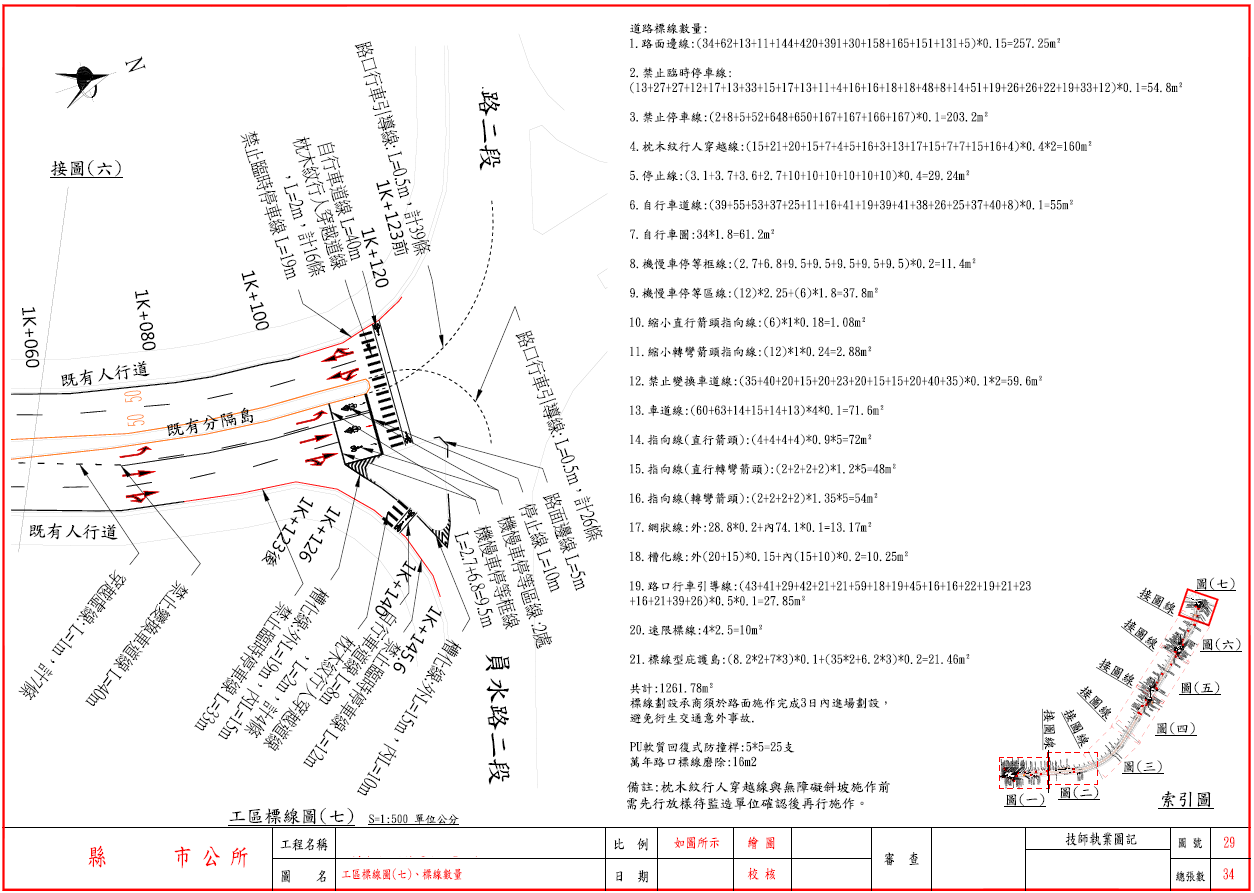 N
接圖(六)
路二段
路口行車引導線: L=0.5m，計39條
1K+123前
1K+120
自行車道線 L=40m
枕木紋行人穿越道線
，L=2m，計16條
禁止臨時停車線 L=19m
1K+100
1K+080
1K+060
既有人行道
50 50
既有分隔島
既有人行道
路口行車引導線: L=0.5m，計26條
路面邊線 L=5m
停止線 L=10m
機慢車停等區線:2處
機慢車停等框線
L=2.7+6.8=9.5m
1K+126
1K+123後
1K+140
1K+145.6
穿越虛線: L=1m，計7條
禁止變換車道線 L=40m
槽化線:外L=19m，內L=15m
禁止臨時停車線 L=33m
枕木紋行人穿越道線
，L=2m，計4條
自行車道線 L=8m
禁止臨時停車線 L=12m
槽化線:外L=15m，內L=10m
員水路二段
工區標線圖(七) S=1:500 單位公分
道路標線數量:
1.路面邊線:(34+62+13+11+144+420+391+30+158+165+151+131+5)*0.15=257.25m²
2.禁止臨時停車線:
(13+27+27+12+17+13+33+15+17+13+11+4+16+16+18+18+48+8+14+51+19+26+26+22+19+33+12)*0.1=54.8m²
3.禁止停車線:(2+8+5+52+648+650+167+167+166+167)*0.1=203.2m²
4.枕木紋行人穿越線:(15+21+20+15+7+4+5+16+3+13+17+15+7+7+15+16+4)*0.4*2=160m²
5.停止線:(3.1+3.7+3.6+2.7+10+10+10+10+10+10)*0.4=29.24m²
6.自行車道線:(39+55+53+37+25+11+16+41+19+39+41+38+26+25+37+40+8)*0.1=55m²
7.自行車圖:34*1.8=61.2m²
8.機慢車停等框線:(2.7+6.8+9.5+9.5+9.5+9.5+9.5)*0.2=11.4m²
9.機慢車停等區線:(12)*2.25+(6)*1.8=37.8m²
10.縮小直行箭頭指向線:(6)*1*0.18=1.08m²
11.縮小轉彎箭頭指向線:(12)*1*0.24=2.88m²
12.禁止變換車道線:(35+40+20+15+20+23+20+15+15+20+40+35)*0.1*2=59.6m²
13.車道線:(60+63+14+15+14+13)*4*0.1=71.6m²
14.指向線(直行箭頭):(4+4+4+4)*0.9*5=72m²
15.指向線(直行轉彎箭頭):(2+2+2+2)*1.2*5=48m²
16.指向線(轉彎箭頭):(2+2+2+2)*1.35*5=54m²
17.網狀線:外:28.8*0.2+內74.1*0.1=13.17m²
18.槽化線:外(20+15)*0.15+內(15+10)*0.2=10.25m²
19.路口行車引導線:(43+41+29+42+21+21+59+18+19+45+16+16+22+19+21+23
+16+21+39+26)*0.5*0.1=27.85m²
20.速限標線:4*2.5=10m²
21.標線型庇護島:(8.2*2+7*3)*0.1+(35*2+6.2*3)*0.2=21.46m²
共計:1261.78m²
標線劃設承商須於路面施作完成3日內進場劃設，
避免衍生交通意外事故.
PU軟質回復式防撞桿:5*5=25支
萬年路口標線磨除:16m2
備註:枕木紋行人穿越線與無障礙斜坡施作前
需先行放樣待監造單位確認後再行施作。
圖(七)
接圖線
接圖線
圖(六)
接圖線
圖(五)
接圖線
圖(四)
接圖線
接圖線
圖(三)
圖(二)
圖(一)
索引圖
縣 市公所
工程名稱
圖 名
工區標線圖(七)、標線數量
比 例
如圖所示
日 期
繪 圖
校 核
審 查
技師執業圖記
圖 號
29
總張數
34